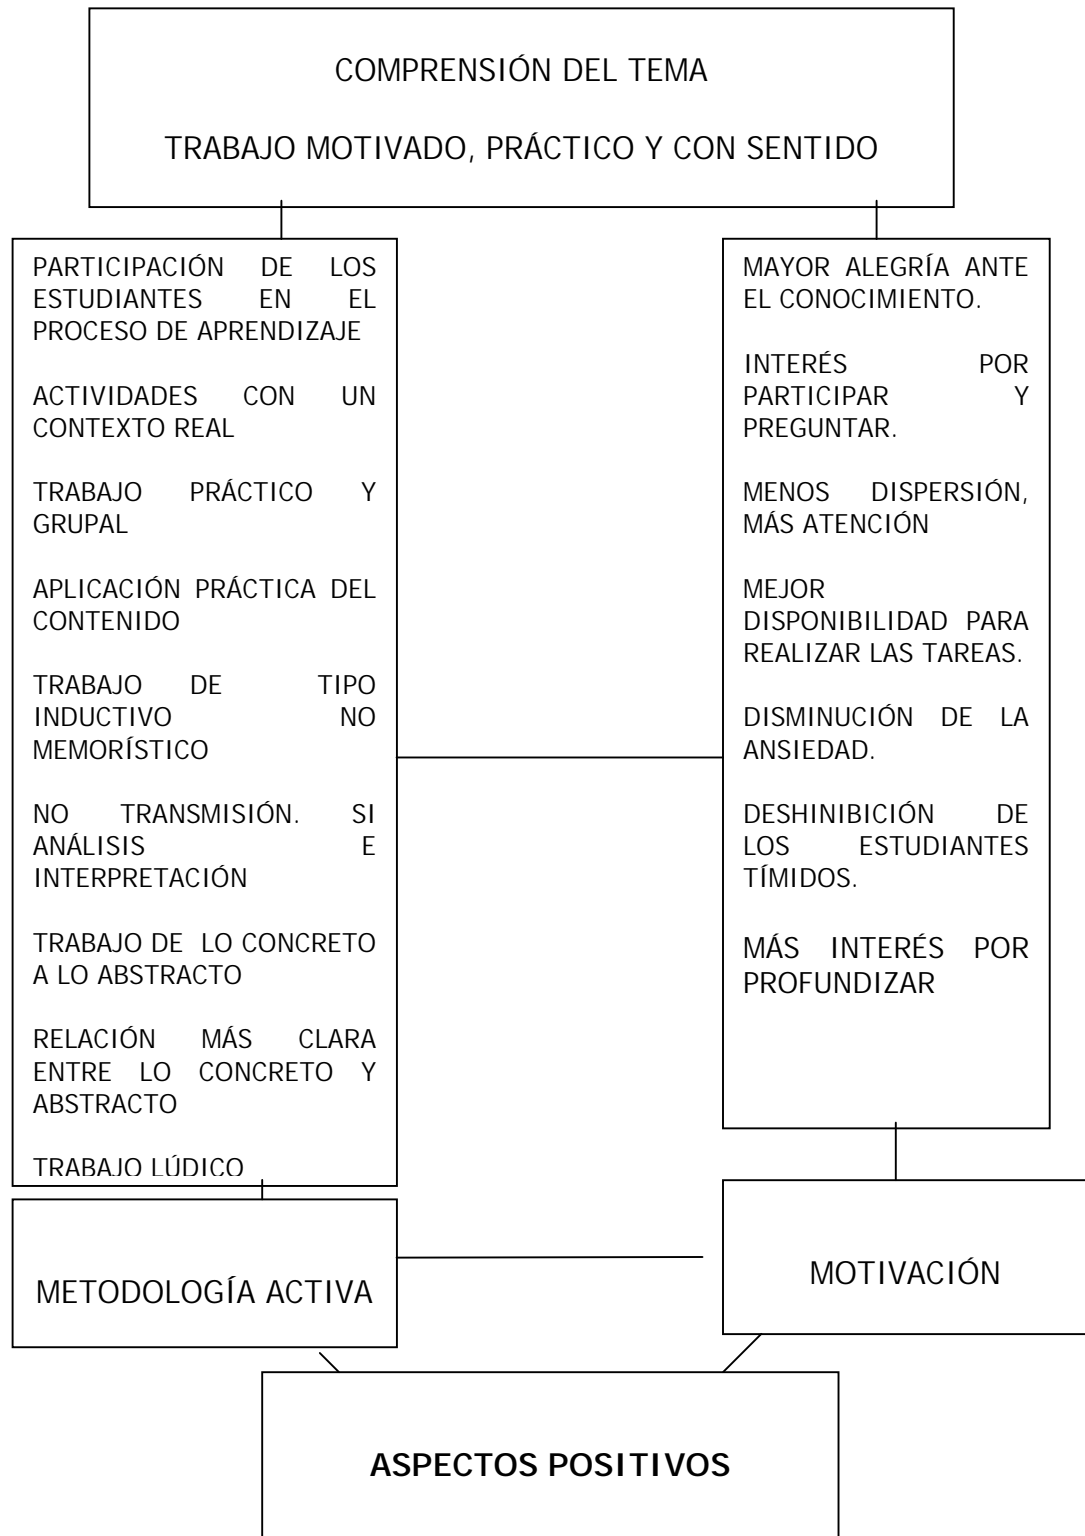 COMPRENSIÓN DEL TEMA
TRABAJO MOTIVADO, PRÁCTICO Y CON SENTIDO
PARTICIPACIÓN DE LOS
ESTUDIANTES EN EL
PROCESO DE APRENDIZAJE
ACTIVIDADES CON UN
CONTEXTO REAL
TRABAJO PRÁCTICO Y
GRUPAL
APLICACIÓN PRÁCTICA DEL
CONTENIDO
TRABAJO DE TIPO
INDUCTIVO NO
MEMORÍSTICO
NO TRANSMISIÓN. SI
ANÁLISIS E
INTERPRETACIÓN
TRABAJO DE LO CONCRETO
A LO ABSTRACTO
RELACIÓN MÁS CLARA
ENTRE LO CONCRETO Y
ABSTRACTO
TRABAJO LÚDICO
MAYOR ALEGRÍA ANTE
EL CONOCIMIENTO.
INTERÉS POR
PARTICIPAR Y
PREGUNTAR.
MENOS DISPERSIÓN,
MÁS ATENCIÓN
MEJOR
DISPONIBILIDAD PARA
REALIZAR LAS TAREAS.
DISMINUCIÓN DE LA
ANSIEDAD.
DESHINIBICIÓN DE
LOS ESTUDIANTES
TÍMIDOS.
MÁS INTERÉS POR
PROFUNDIZAR
METODOLOGÍA ACTIVA
MOTIVACIÓN
ASPECTOS POSITIVOS